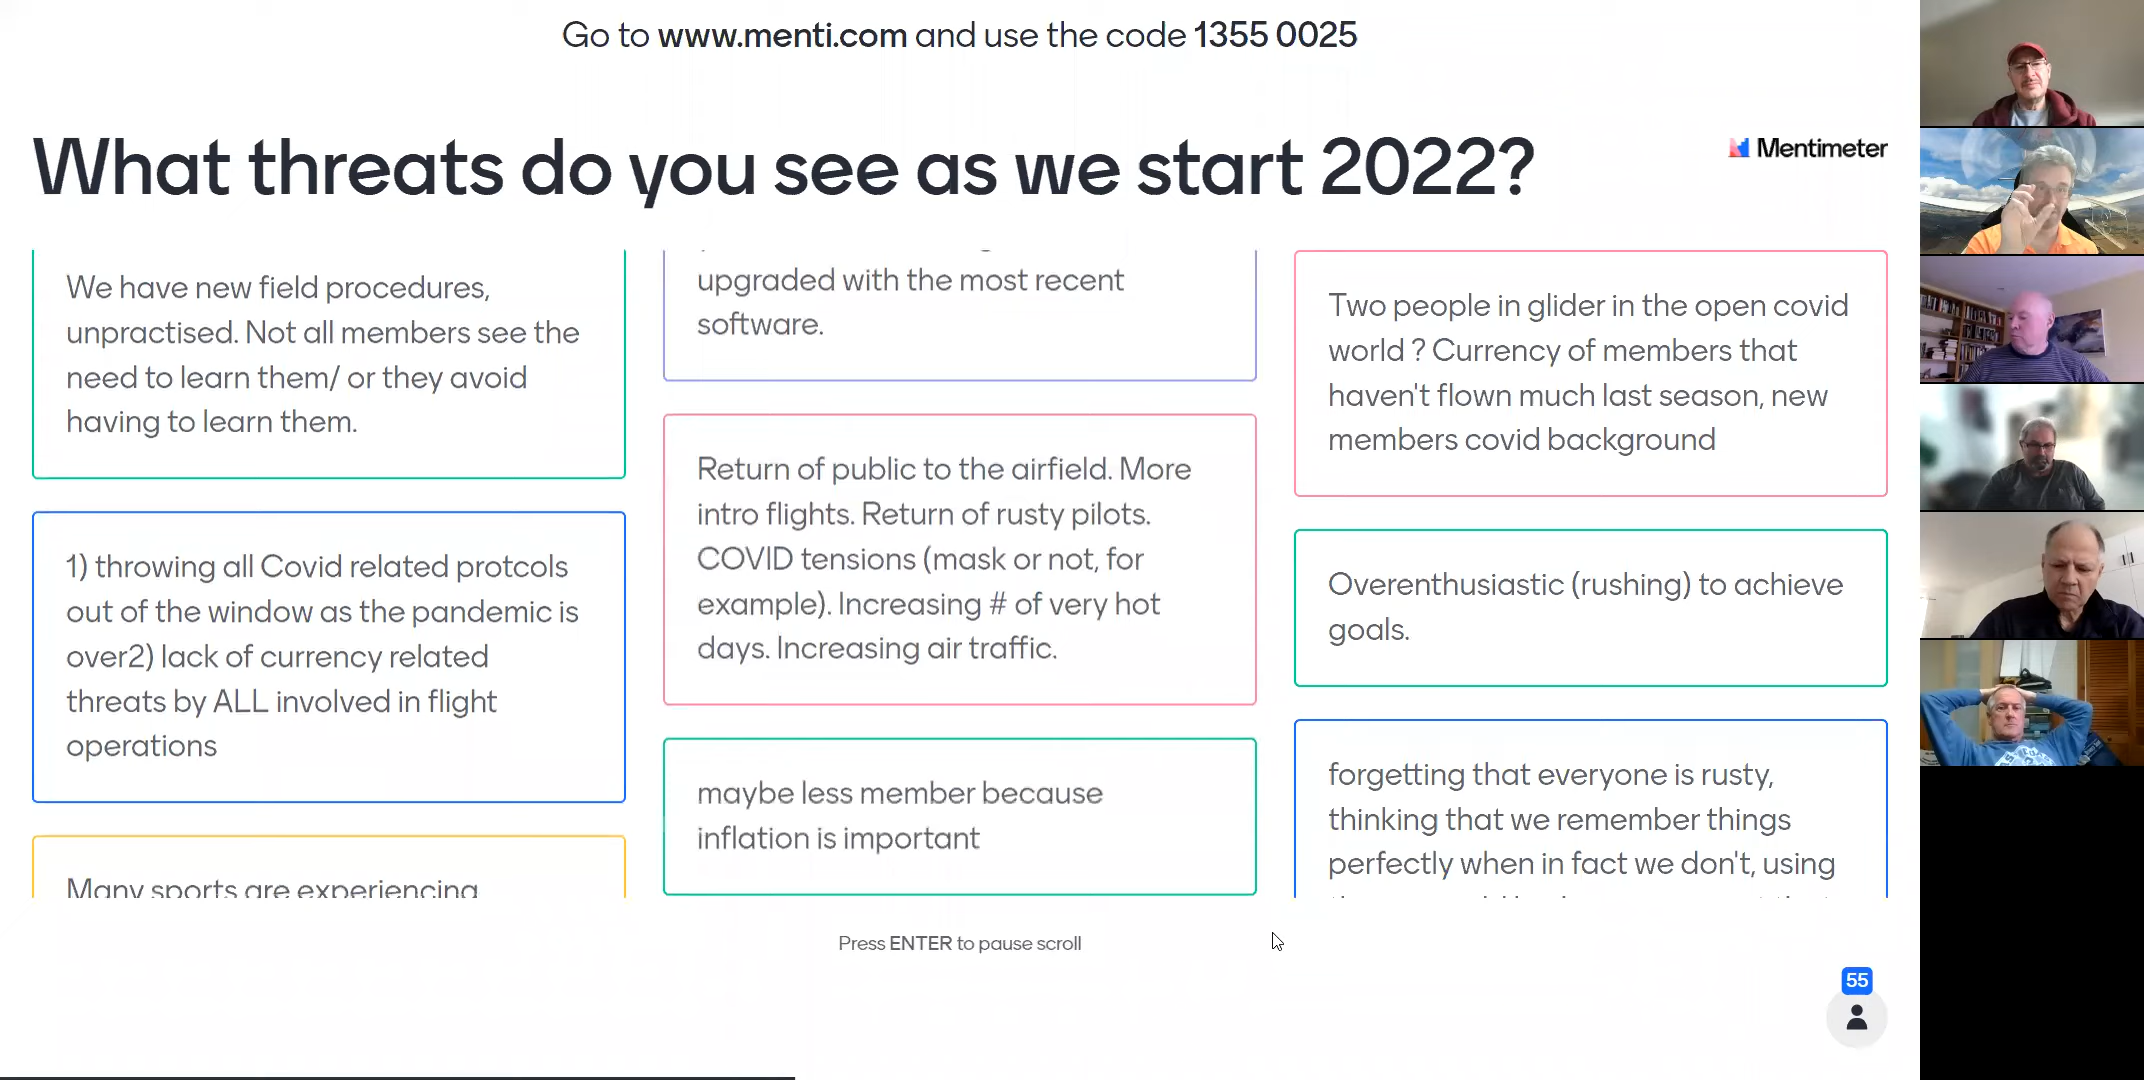 Go to www.menti.com and use the code 1355 0025
What threats do you see as we start 2022?
Mentimeter
We have new field procedures,
unpractised. Not all members see the
need to learn them/ or they avoid
having to learn them.
1) throwing all Covid related protcols
out of the window as the pandemic is
over2) lack of currency related
threats by ALL involved in flight
operations
Many sports are experiencing
upgraded with the most recent
software.
Return of public to the airfield. More
intro flights. Return of rusty pilots.
COVID tensions (mask or not, for
example). Increasing # of very hot
days. Increasing air traffic.
maybe less member because
inflation is important
Two people in glider in the open covid
world ? Currency of members that
haven't flown much last season, new
members covid background
Overenthusiastic (rushing) to achieve
goals.
forgetting that everyone is rusty,
thinking that we remember things
perfectly when in fact we don't, using
Press ENTER to pause scroll
55